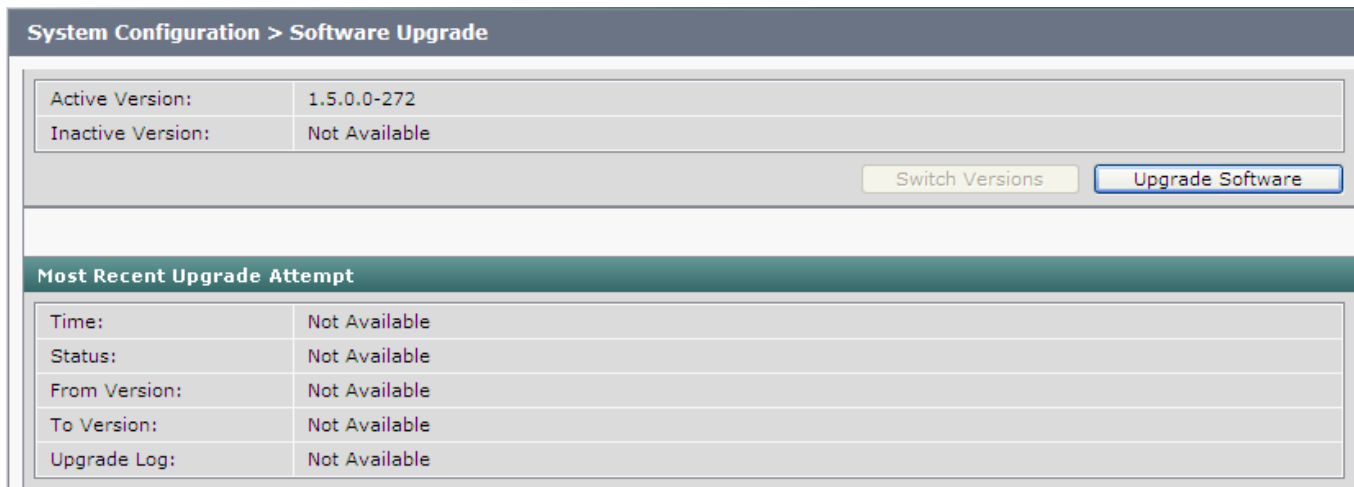 System Configuration > Software Upgrade
Active Version: 1.5.0.0-272
Inactive Version: Not Available
Switch Versions Upgrade Software
Most Recent Upgrade Attempt
Time: Not Available
Status: Not Available
From Version: Not Available
To Version: Not Available
Upgrade Log: Not Available